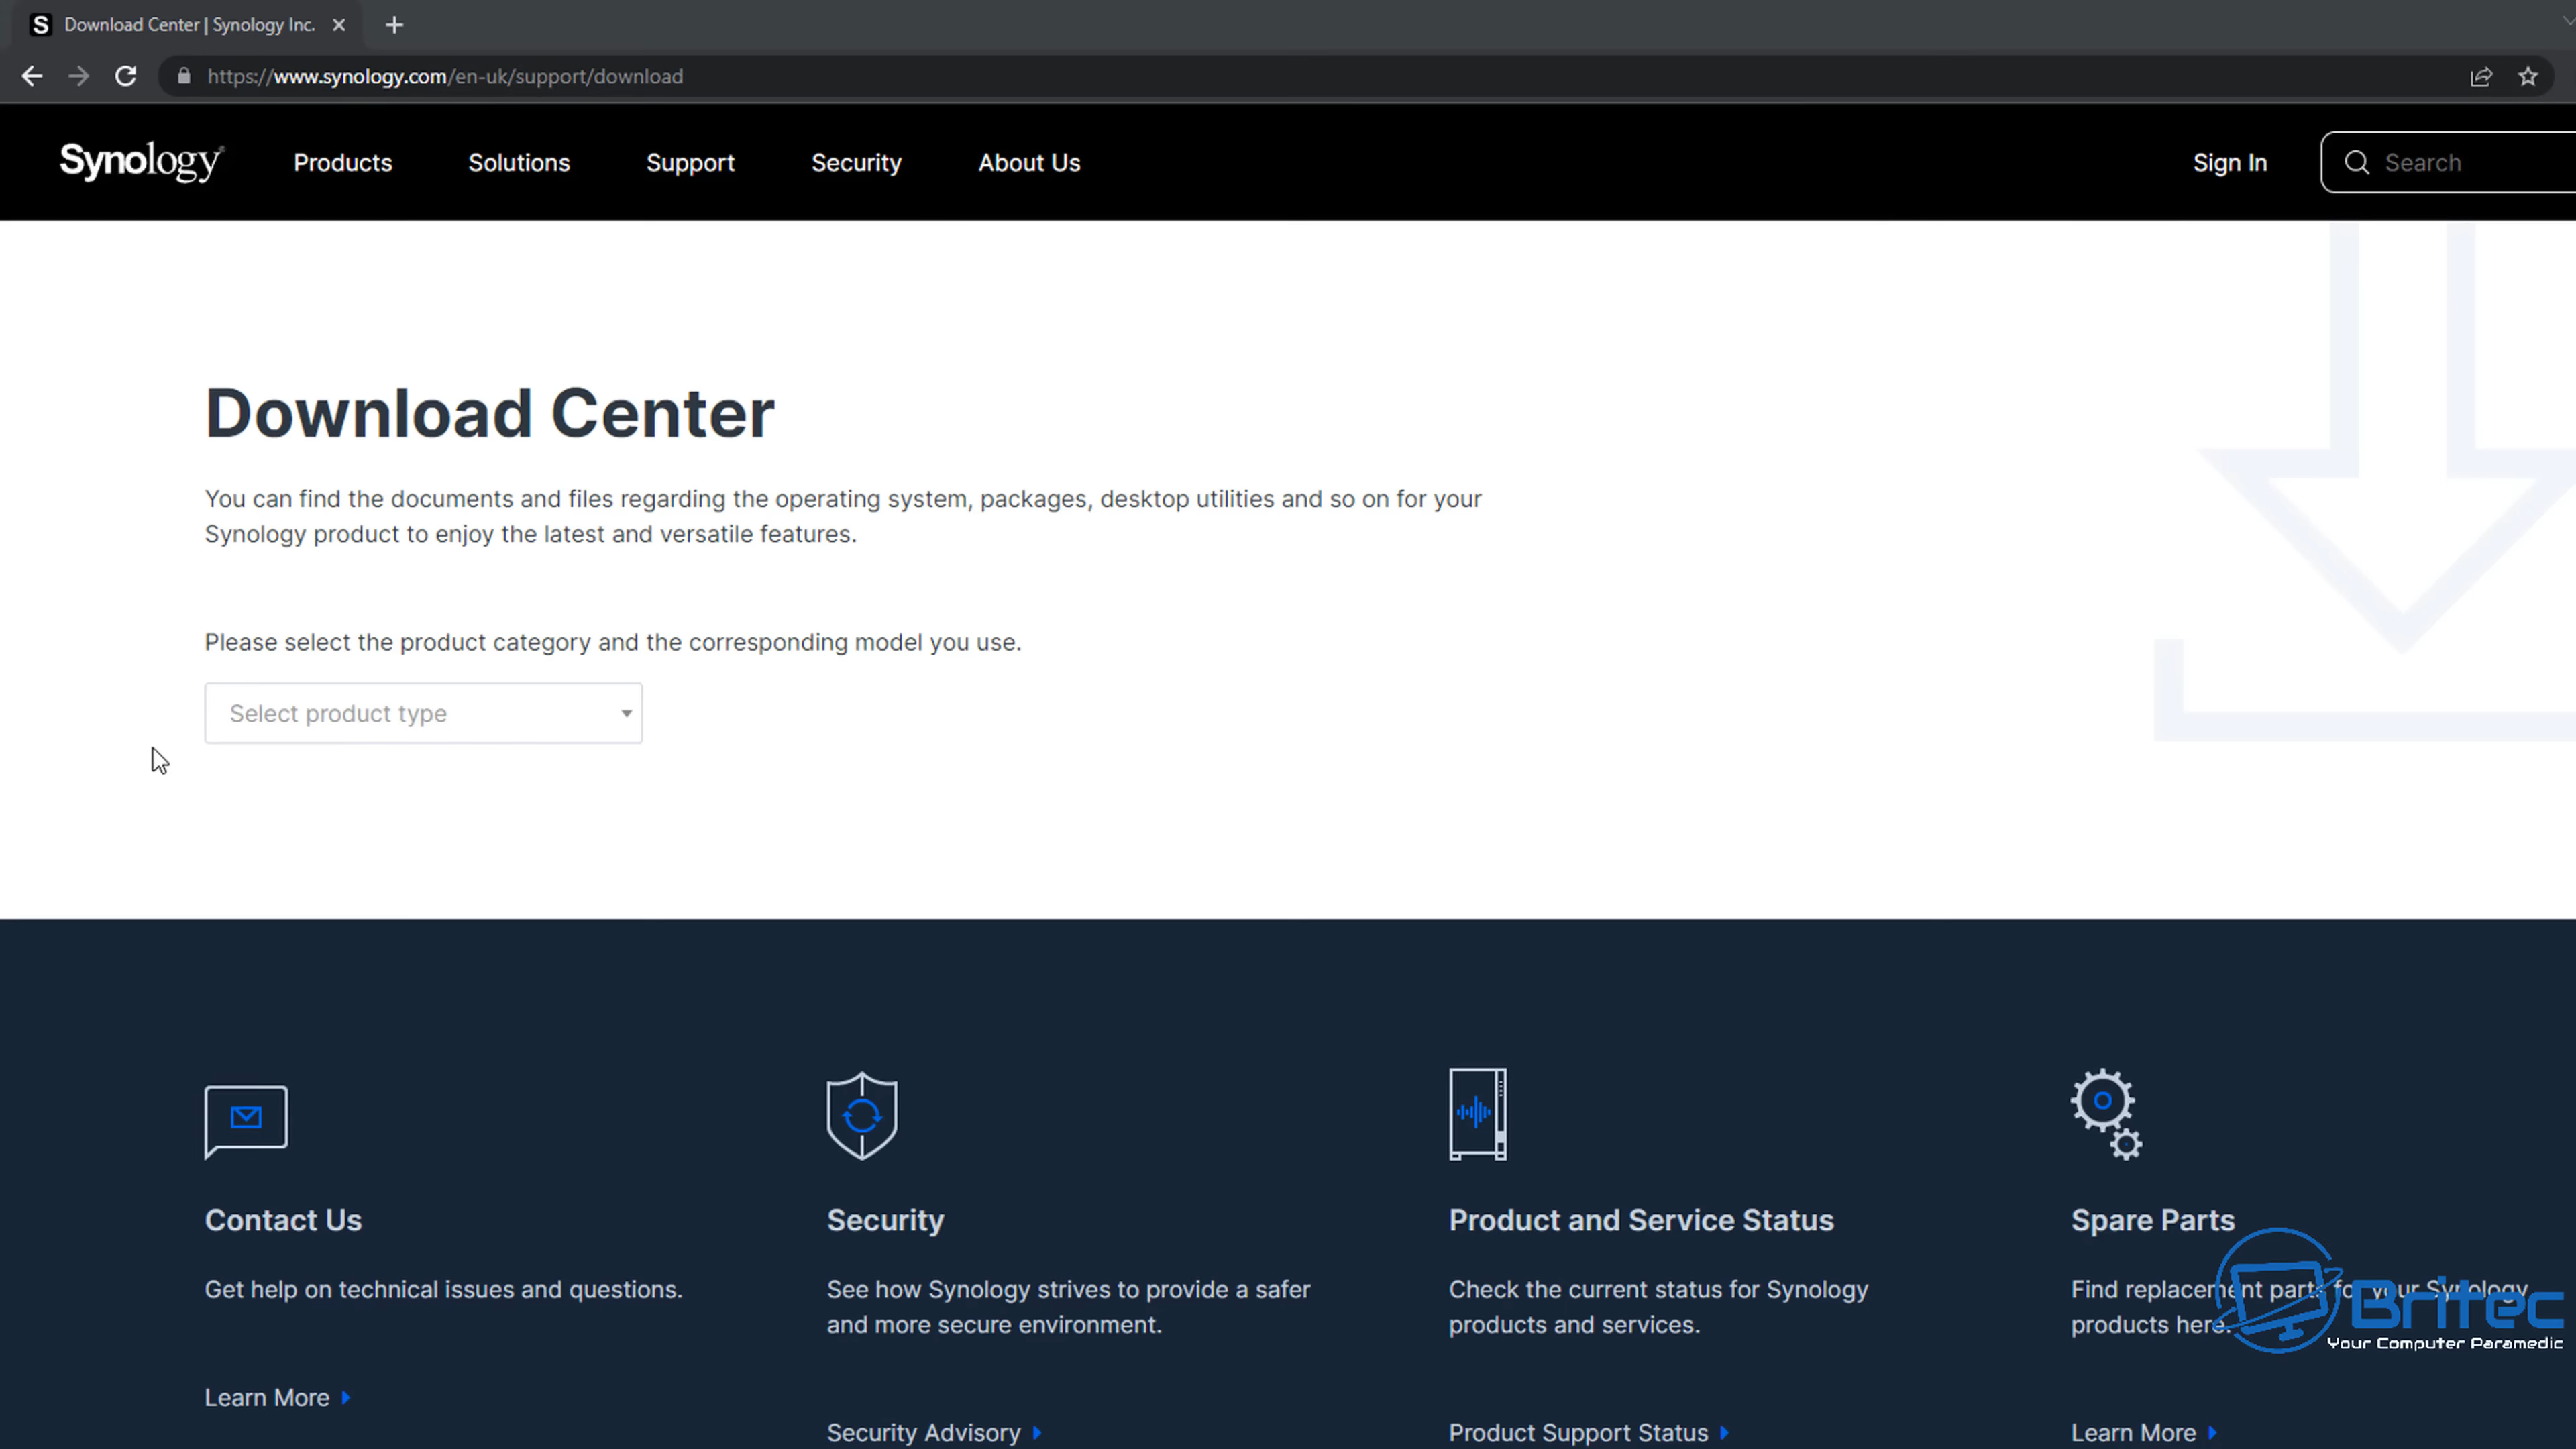 Download Center | Synology Inc.
https://www.synology.com/en-uk/support/download
Synology
Products
Solutions
Support
Security
About Us
Sign In
Search
Download Center
You can find the documents and files regarding the operating system, packages, desktop utilities and so on for your
Synology product to enjoy the latest and versatile features.
Please select the product category and the corresponding model you use.
Select product type
Contact Us
Get help on technical issues and questions.
Learn More
Security
See how Synology strives to provide a safer
and more secure environment.
Security Advisory
Product and Service Status
Check the current status for Synology
products and services.
Product Support Status
Spare Parts
Find replacement parts for your Synology
products here.
Learn More
Britec
Your Computer Paramedic